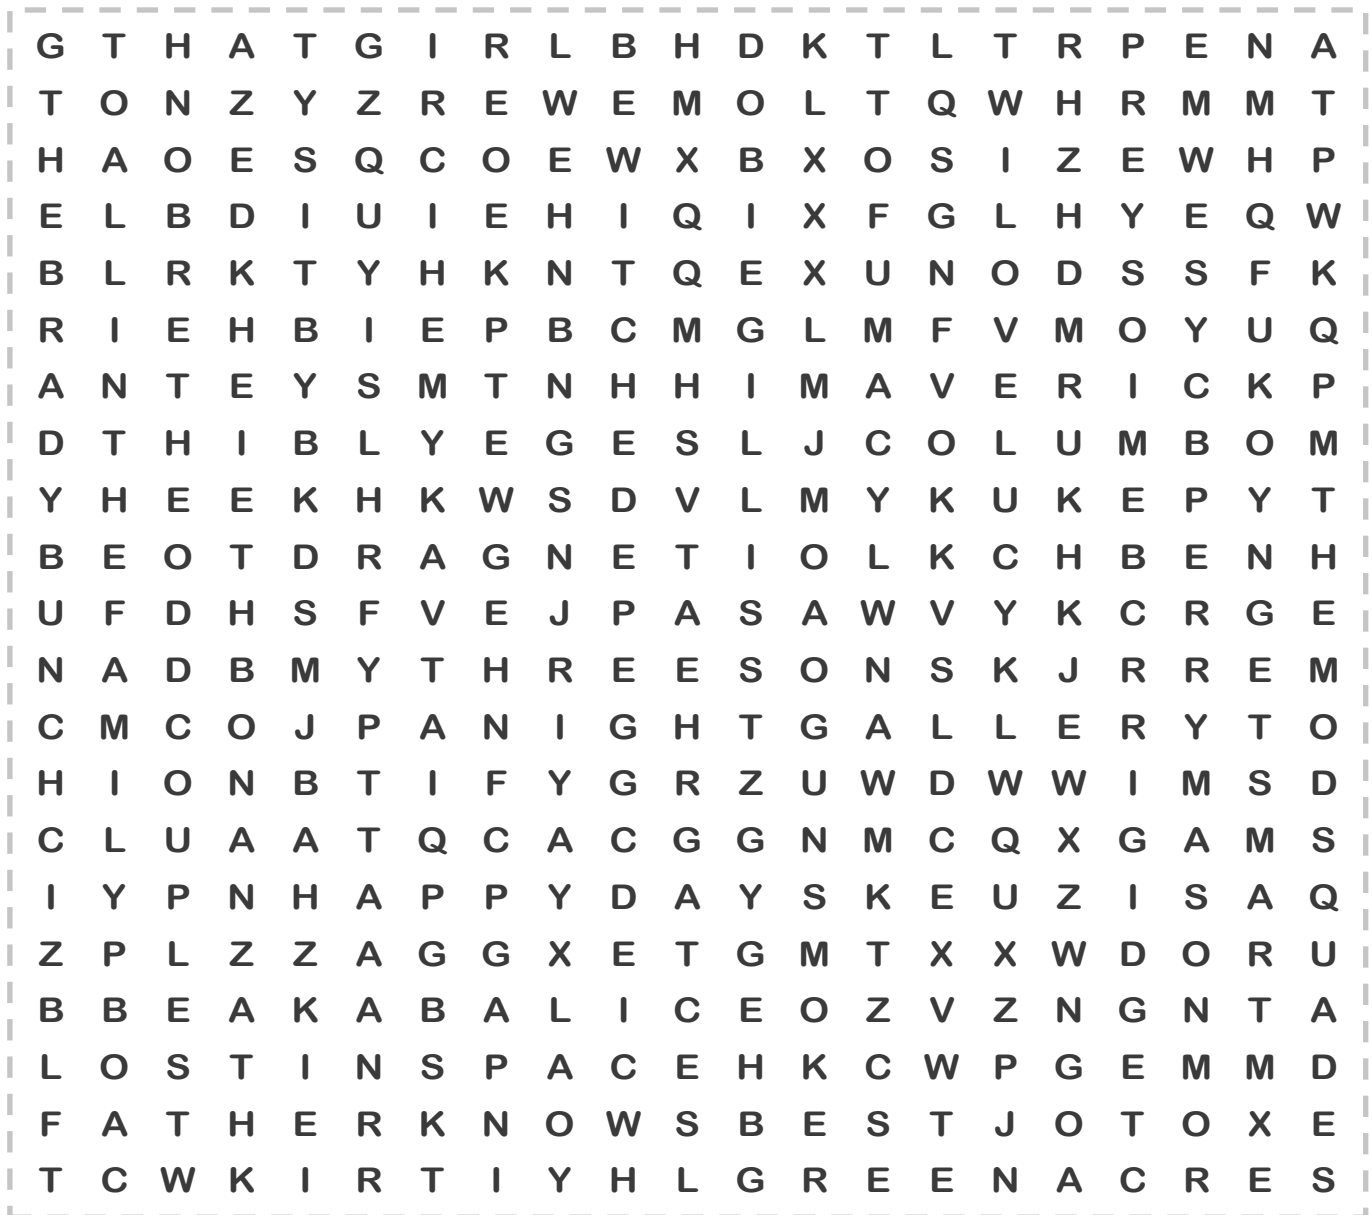 G T H A T G I R L B H D K T L T R P E N A
T O N Z Y Z R E W E M O L T Q W H R M M T
H A O E S Q C O E W X B X O S I Z E W H P
E L B D I U I E H I Q I X F G L H Y E Q W
B L R K T Y H K N T Q E X U N O D S S F K
R I E H B I E P B C M G L M F V M O Y U Q
A N T E Y S M T N H H I M A V E R I C K P
D T H I B L Y E G E S L J C O L U M B O M
Y H E E K H K W S D V L M Y K U K E P Y T
B E O T D R A G N E T I O L K C H B E N H
U F D H S F V E J P A S A W V Y K C R G E
N A D B M Y T H R E E S O N S K J R R E M
C M C O J P A N I G H T G A L L E R Y T O
H I O N B T I F Y G R Z U W D W W I M S D
C L U A A T Q C A C G G N M C Q X G A M S
I Y P N H A P P Y D A Y S K E U Z I S A Q
Z P L Z Z A G G X E T G M T X X W D O R U
B B E A K A B A L I C E O Z V Z N G N T A
L O S T I N S P A C E H K C W P G E M M D
F A T H E R K N O W S B E S T J O T O X E
T C W K I R T I Y H L G R E E N A C R E S